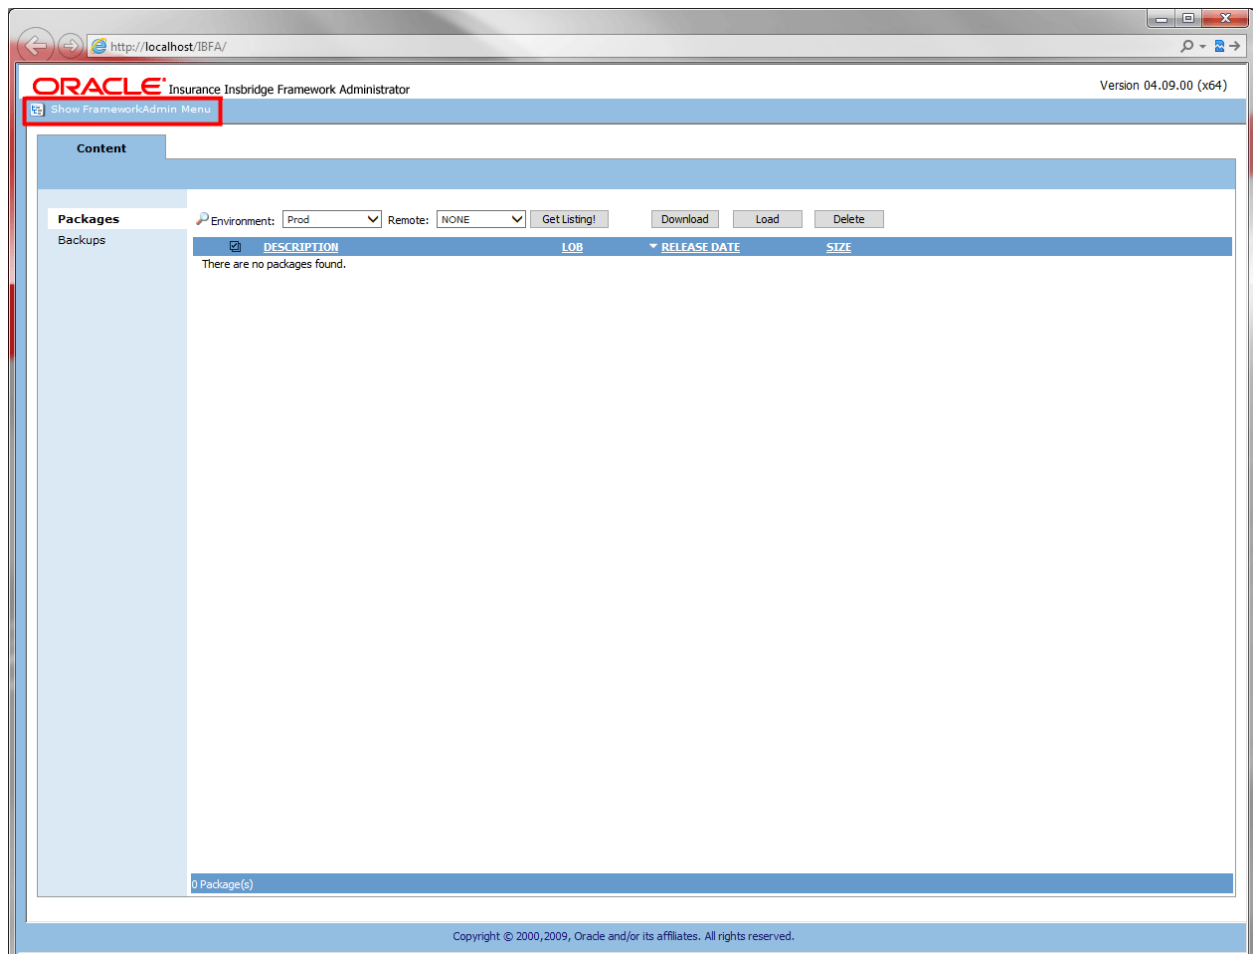 http://localhost/IBFA/
ORACLE® Insurance Insbridge Framework Administrator
Version 04.09.00 (x64)
Show FrameworkAdmin Menu
Content
Packages
Environment: Prod Remote: NONE Get Listing! Download Load Delete
Backups
DESCRIPTION LOB RELEASE DATE SIZE
There are no packages found.
0 Package(s)
Copyright © 2000,2009, Oracle and/or its affiliates. All rights reserved.